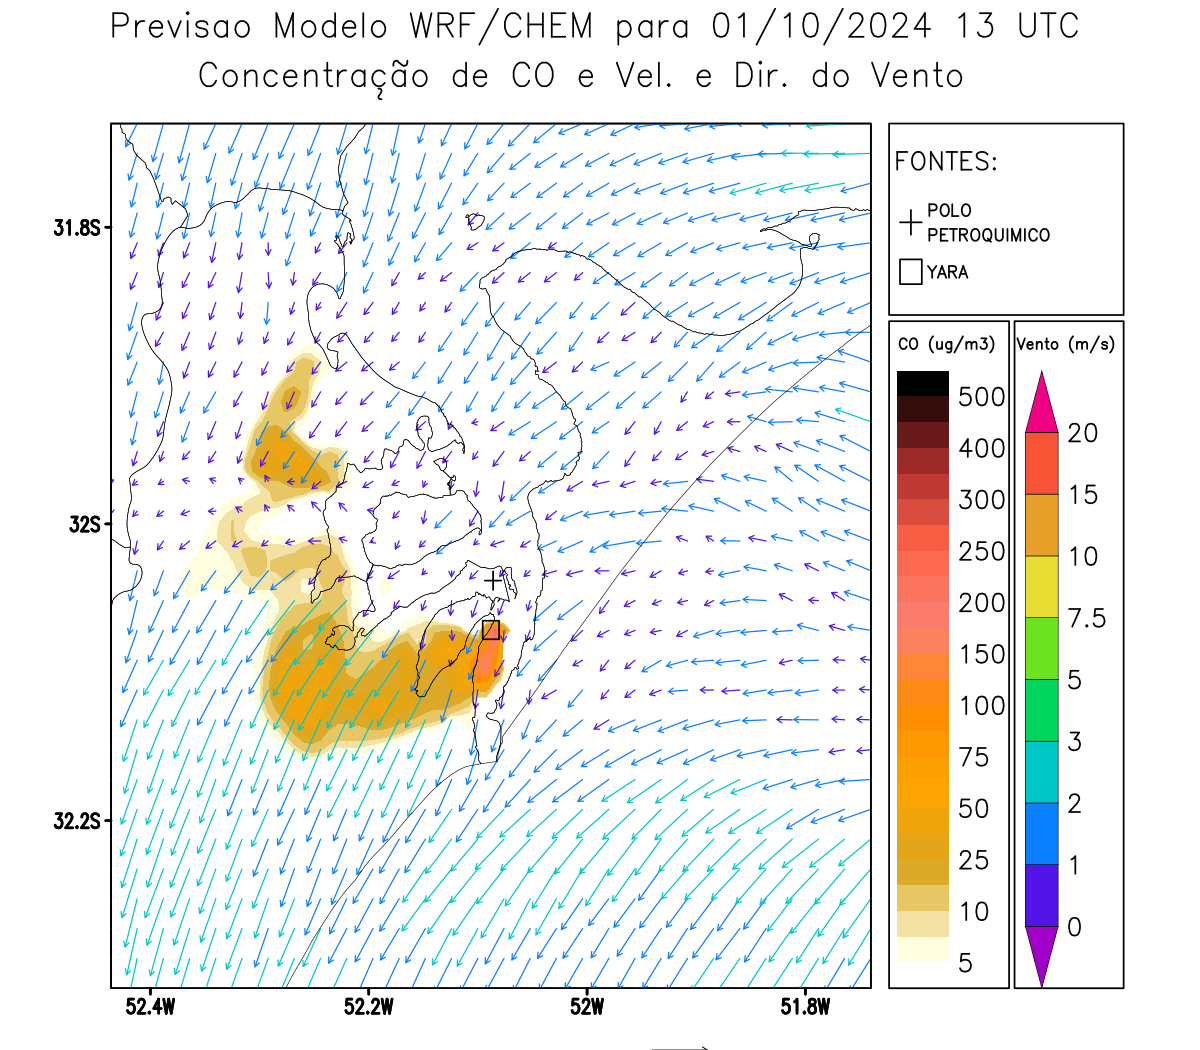 Previsao Modelo WRF/CHEM para 01/10/2024 13 UTC
Concentração de CO e Vel. e Dir. do Vento
FONTES:
POLO
PETROQUIMICO
YARA
31.8S
32S
32.2S
52.4W
52.2W
52W
51.8W
CO (ug/m3)
500
400
300
250
200
150
100
75
50
25
10
5
Vento (m/s)
20
15
10
7.5
5
3
2
1
0